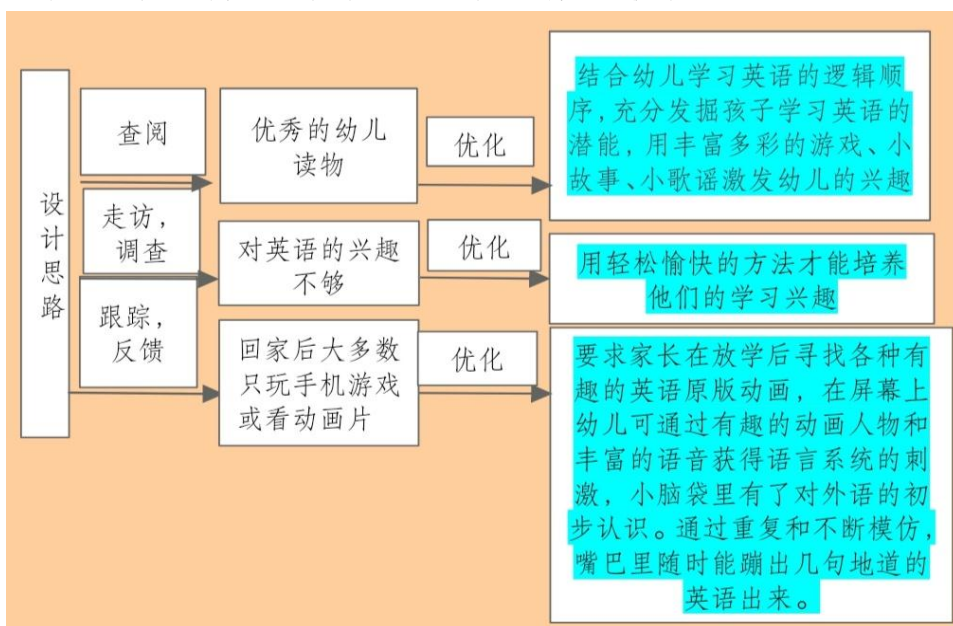 设
计
思
路
查阅
优秀的幼儿
读物
优化
结合幼儿学习英语的逻辑顺
序,充分发掘孩子学习英语的
潜能，用丰富多彩的游戏、小
故事、小歌谣激发幼儿的兴趣
走访，
调查
对英语的兴趣
不够
优化
用轻松愉快的方法才能培养
他们的学习兴趣
跟踪，
反馈
回家后大多数
只玩手机游戏
或看动画片
优化
要求家长在放学后寻找各种有
趣的英语原版动画，在屏幕上
幼儿可通过有趣的动画人物和
丰富的语音获得语言系统的刺
激，小脑袋里有了对外语的初
步认识。通过重复和不断模仿，
嘴巴里随时能蹦出几句地道的
英语出来。